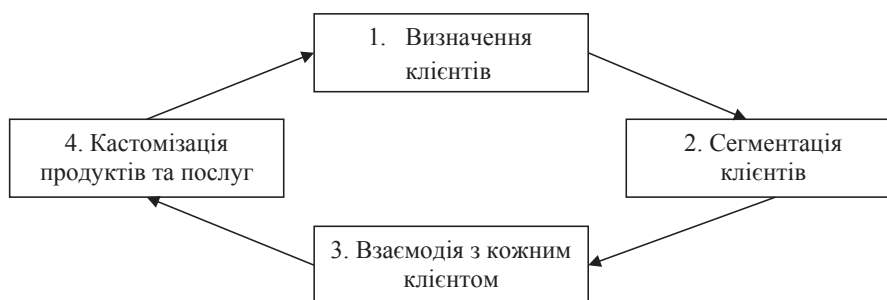 1. Визначення
клієнтів
2. Сегментація
клієнтів
3. Взаємодія з кожним
клієнтом
4. Кастомізація
продуктів та послуг